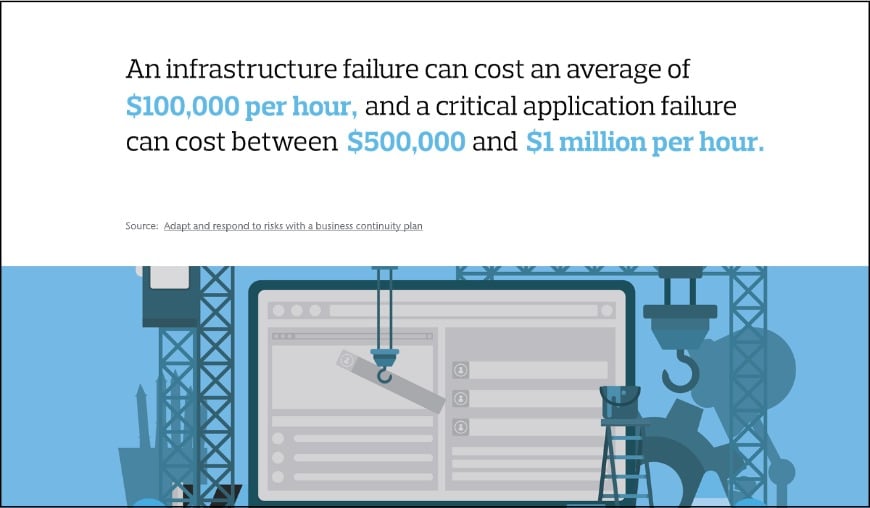 An infrastructure failure can cost an average of
$100,000 per hour, and a critical application failure
can cost between $500,000 and $1 million per hour.
Source: Adapt and respond to risks with a business continuity plan